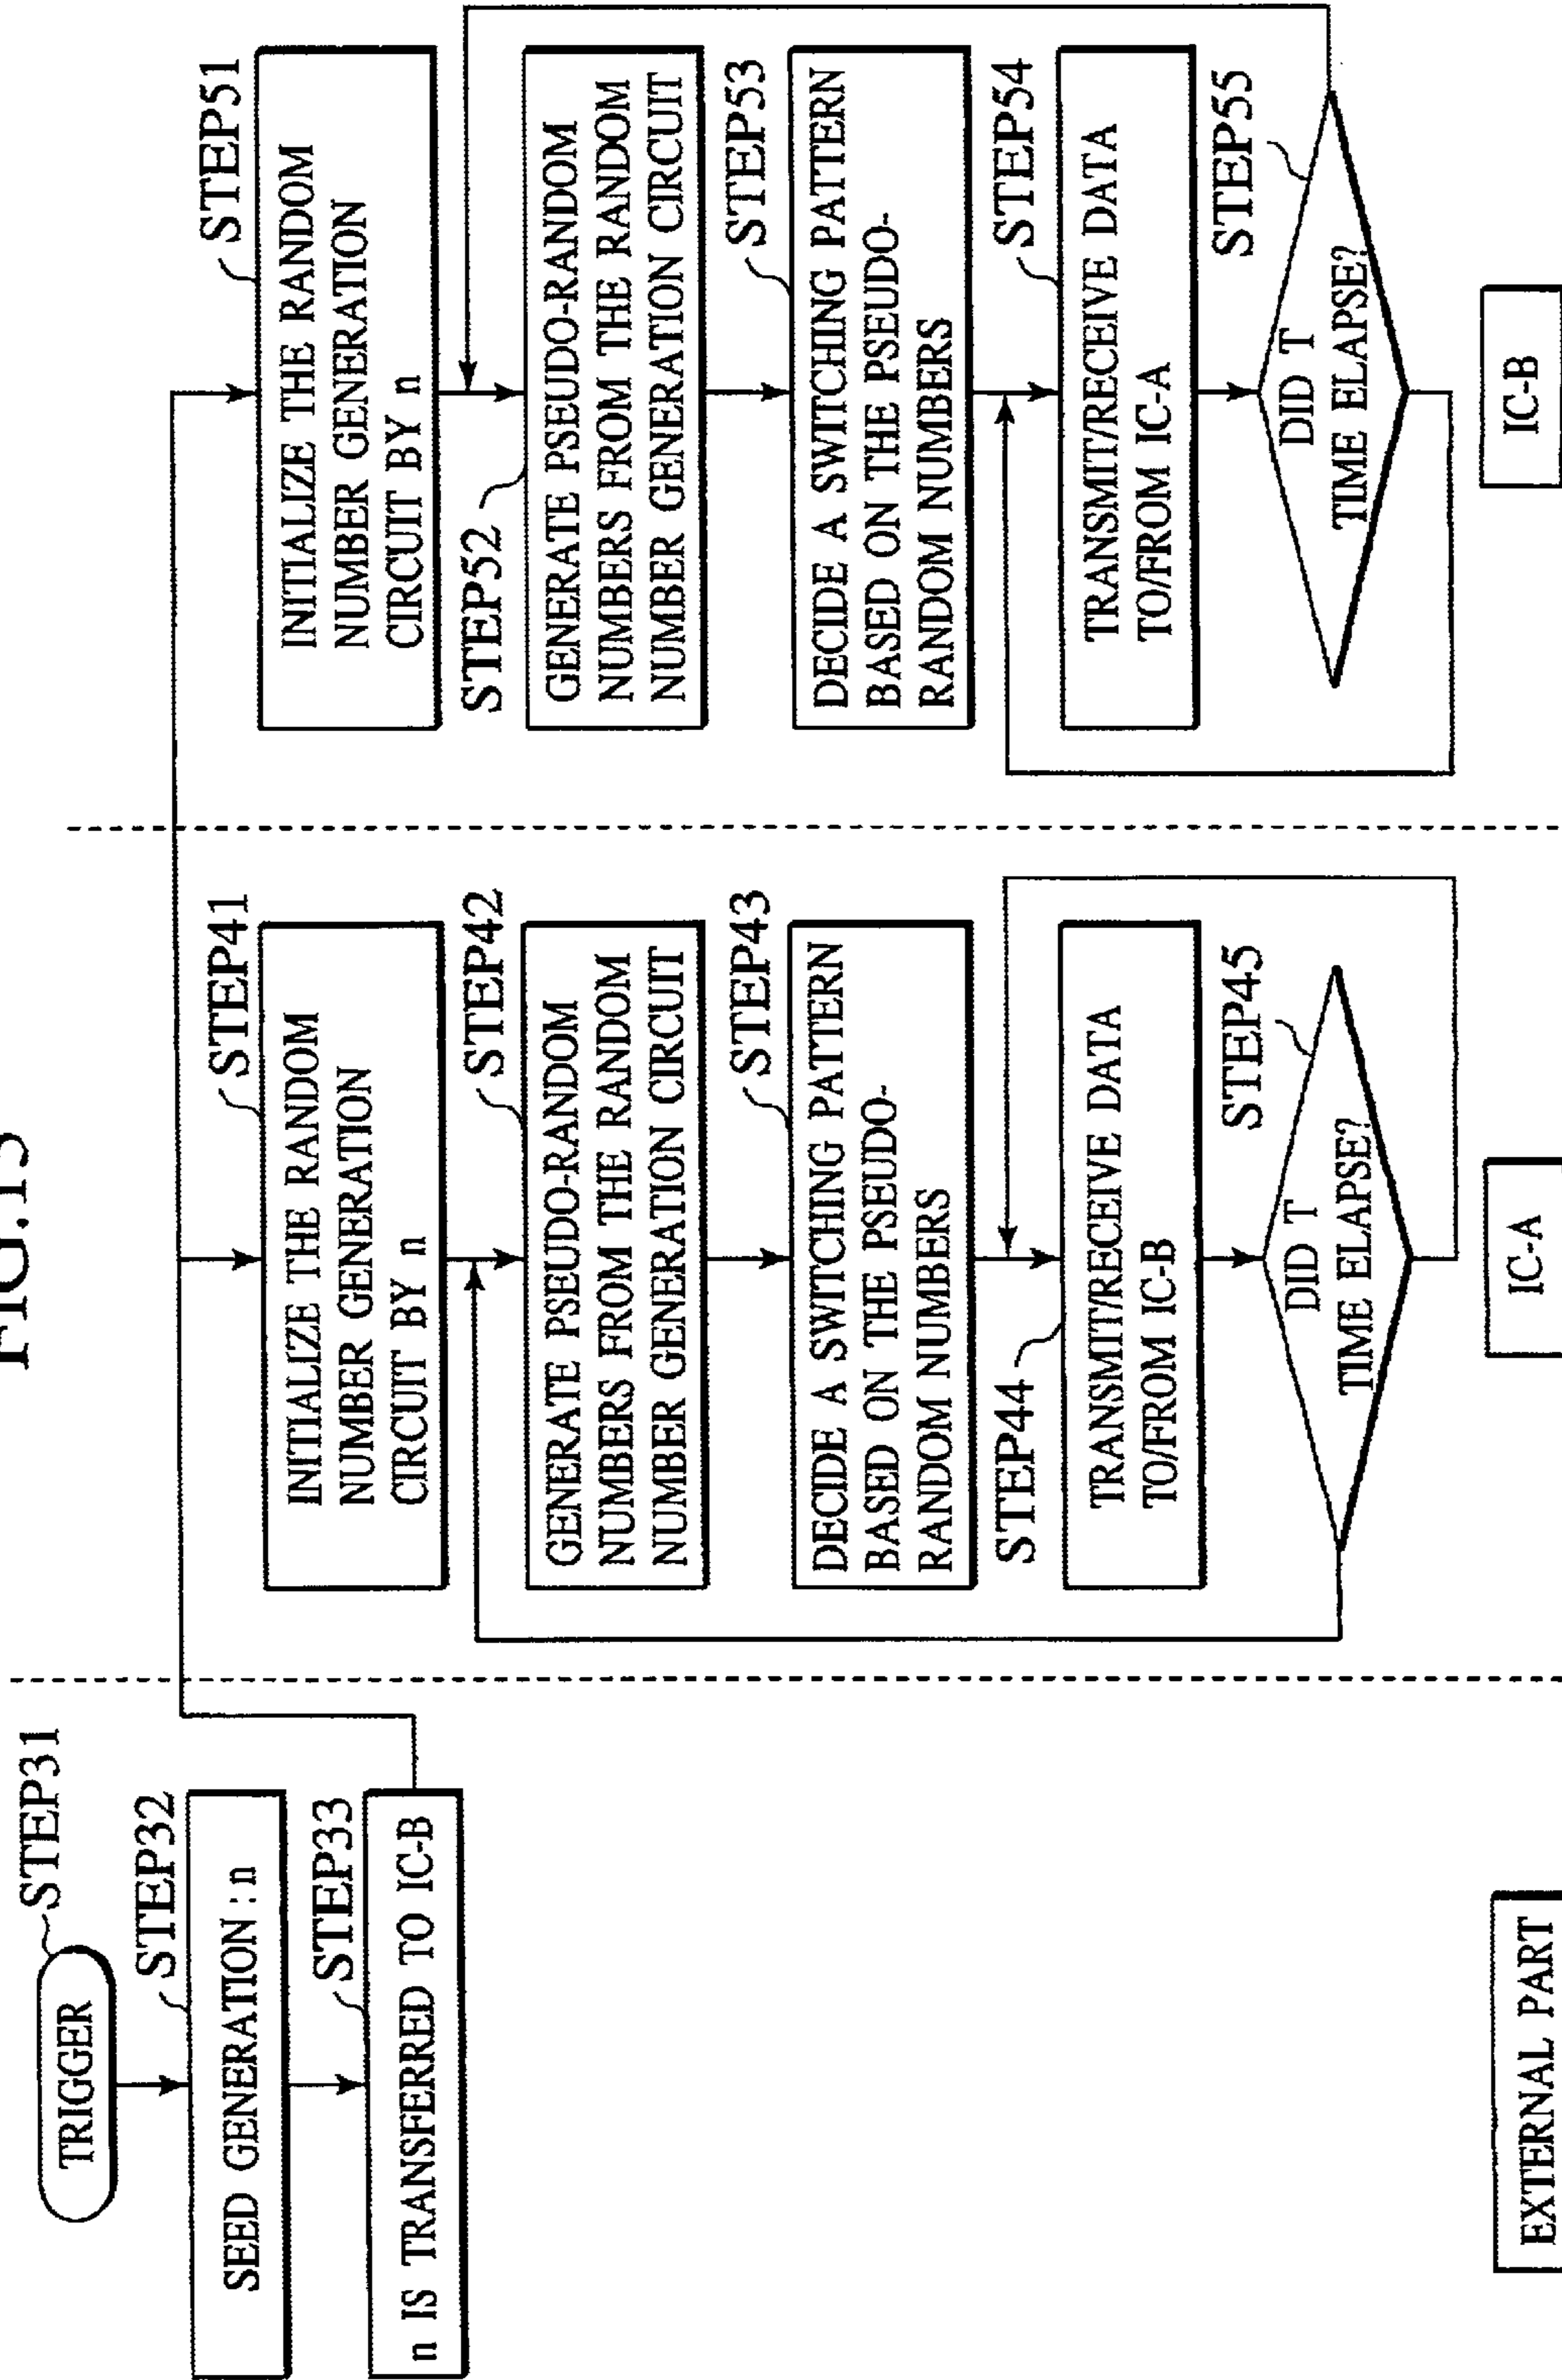 STEP31
TRIGGER
STEP32
SEED GENERATION : n
STEP33
n IS TRANSFERRED TO IC-B
EXTERNAL PART
STEP41
INITIALIZE THE RANDOM
NUMBER GENERATION
CIRCUIT BY n
STEP42
GENERATE PSEUDO-RANDOM
NUMBERS FROM THE RANDOM
NUMBER GENERATION CIRCUIT
STEP43
DECIDE A SWITCHING PATTERN
BASED ON THE PSEUDO-
RANDOM NUMBERS
STEP44
TRANSMIT/RECEIVE DATA
TO/FROM IC-B
STEP45
DID T
TIME ELAPSE?
IC-A
STEP51
INITIALIZE THE RANDOM
NUMBER GENERATION
CIRCUIT BY n
STEP52
GENERATE PSEUDO-RANDOM
NUMBERS FROM THE RANDOM
NUMBER GENERATION CIRCUIT
STEP53
DECIDE A SWITCHING PATTERN
BASED ON THE PSEUDO-
RANDOM NUMBERS
STEP54
TRANSMIT/RECEIVE DATA
TO/FROM IC-A
STEP55
DID T
TIME ELAPSE?
IC-B